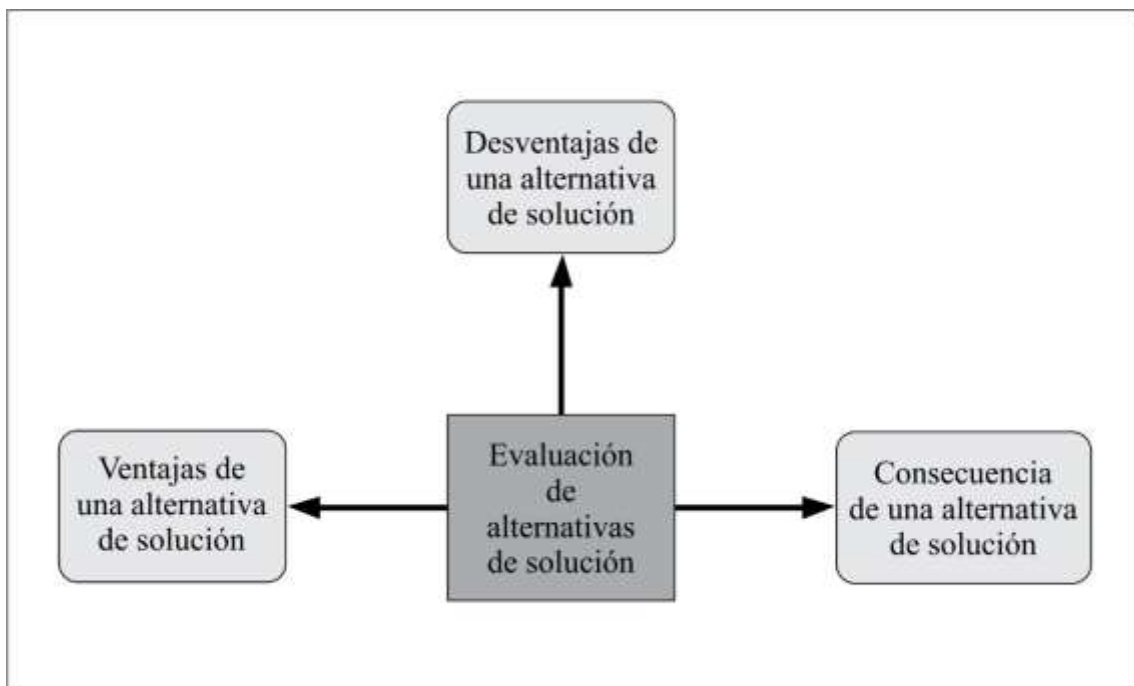 Desventajas de
una alternativa
de solución
Ventajas de
una alternativa
de solución
Evaluación
de
alternativas
de solución
Consecuencia
de una alternativa
de solución